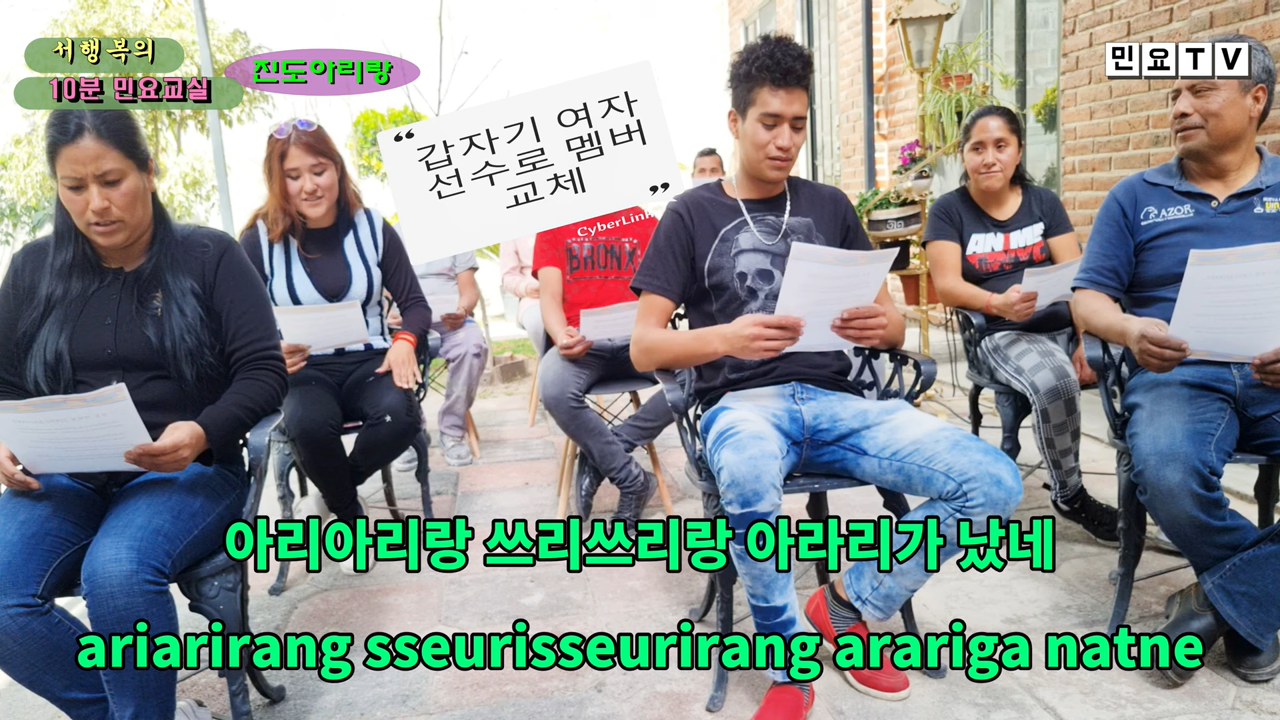 서행복의
10분 민요교실
진도아리랑
민요TV
“갑자기 여자
선수로 멤버
교체”
CyberLink
BRONX
AZOR
아리아리랑 쓰리쓰리랑 아라리가 났네
ariarirang sseurisseurirang arariga natne